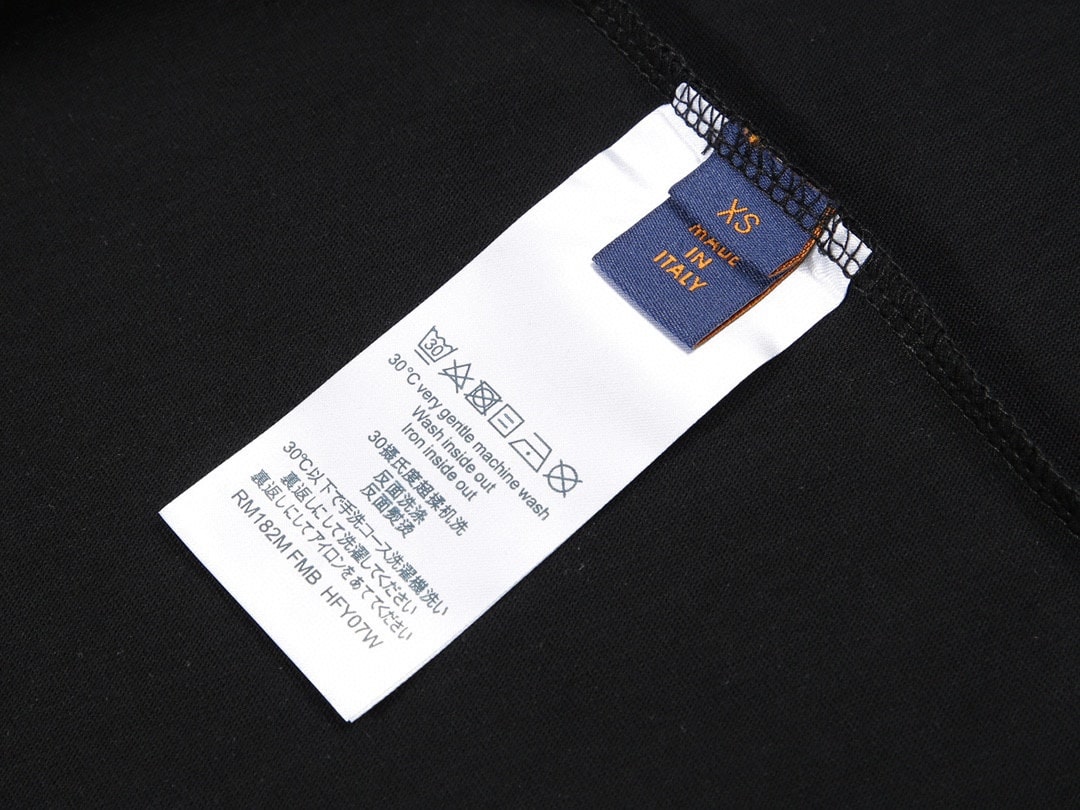 XS
MADE
IN
ITALY
30
30°C very gentle machine wash
Wash inside out
Iron inside out
30摄氏度超揉机洗
反面洗涤
反面熨烫
30℃以下で手洗コース洗濯機洗い
裏返しにして洗濯してください
裏返しにしてアイロンをあててください
RM182M FMB HFY07W